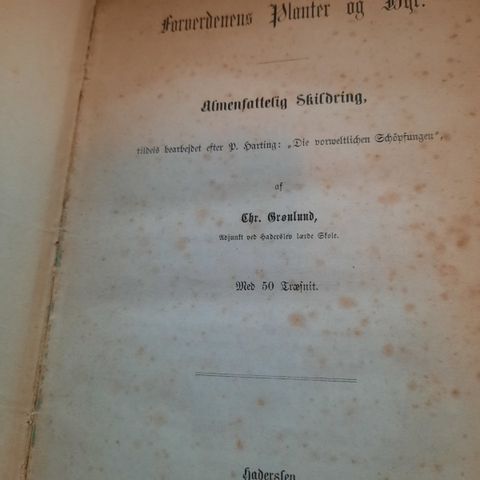 Forverdenens Planter og Dyr.
Almenfattelig Skildring,
tildels bearbejdet efter P. Harting: „Die vorweltlichen Schöpfungen",
af
Chr. Grønlund,
Adjunkt ved Haderslev lærde Skole.
Med 50 Træsnit.
Haderslev